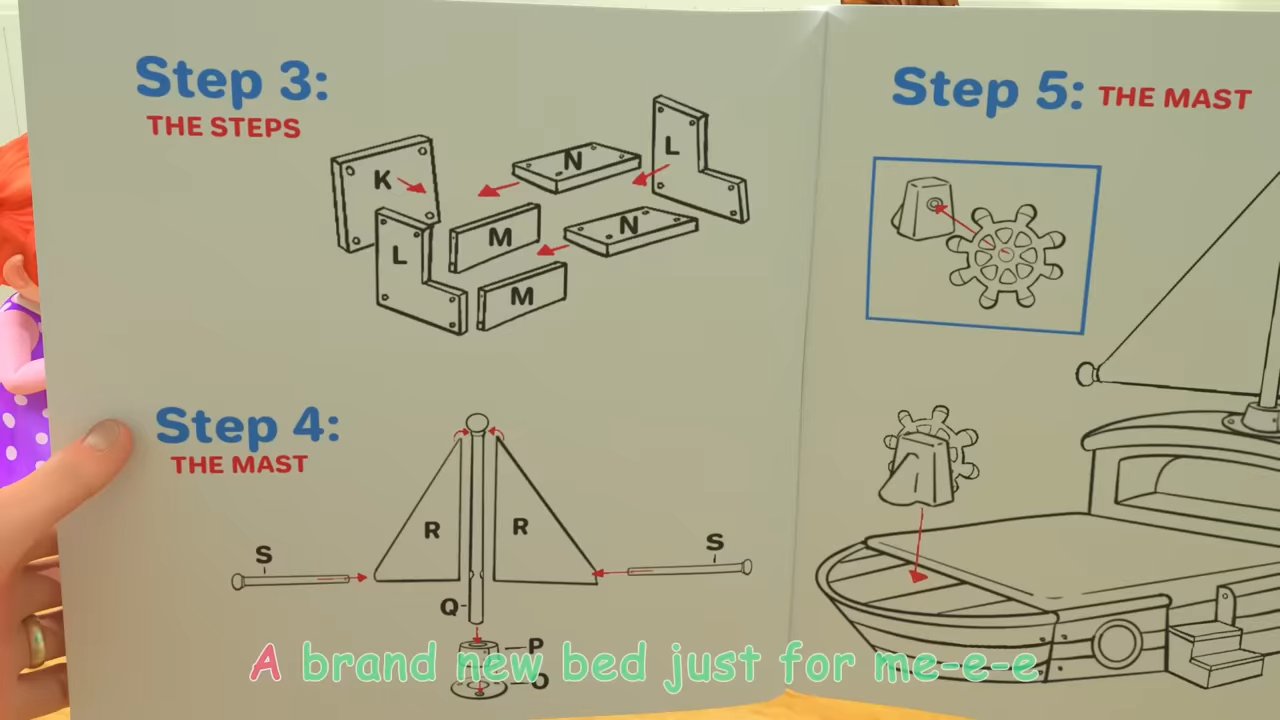 Step 3:
THE STEPS
K
N
L
M
N
L
M
Step 4:
THE MAST
R
R
S
S
Q
P
O
Step 5: THE MAST
A brand new bed just for me-e-e